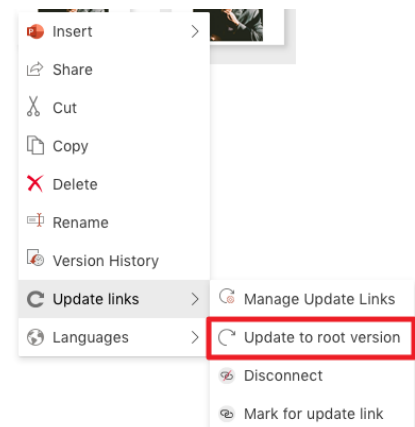 Insert
Share
Cut
Copy
Delete
Rename
Version History
Update links
Languages
Manage Update Links
Update to root version
Disconnect
Mark for update link